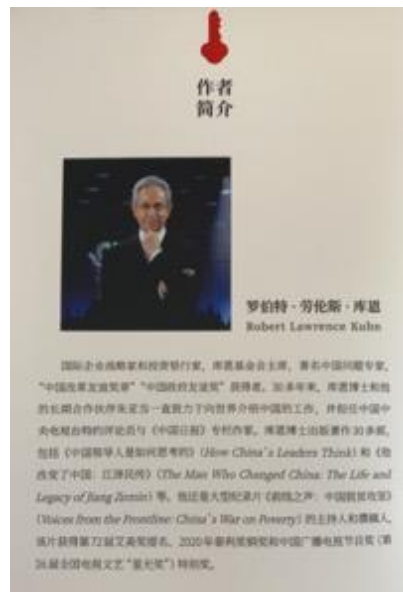 作者
简介
罗伯特·劳伦斯·库恩
Robert Lawrence Kuhn
国际企业战略家和投资银行家，库恩基金会主席，著名中国问题专家，
“中国改革友谊奖章”“中国政府友谊奖”获得者。30多年来，库恩博士和他
的长期合作伙伴朱亚当一直致力于向世界介绍中国的工作，并担任中国中
央电视台特约评论员与《中国日报》专栏作家。库恩博士出版著作30多部，
包括《中国领导人是如何思考的》（How China's Leaders Think）和《他
改变了中国：江泽民传》（The Man Who Changed China: The Life and
Legacy of Jiang Zemin）等。他还是大型纪录片《前线之声：中国脱贫攻坚》
（Voices from the Frontline: China's War on Poverty）的主持人和撰稿人，
该片获得第72届艾美奖提名、2020年泰利奖铜奖和中国广播电视节目奖（第
26届全国电视文艺“星光奖”）特别奖。